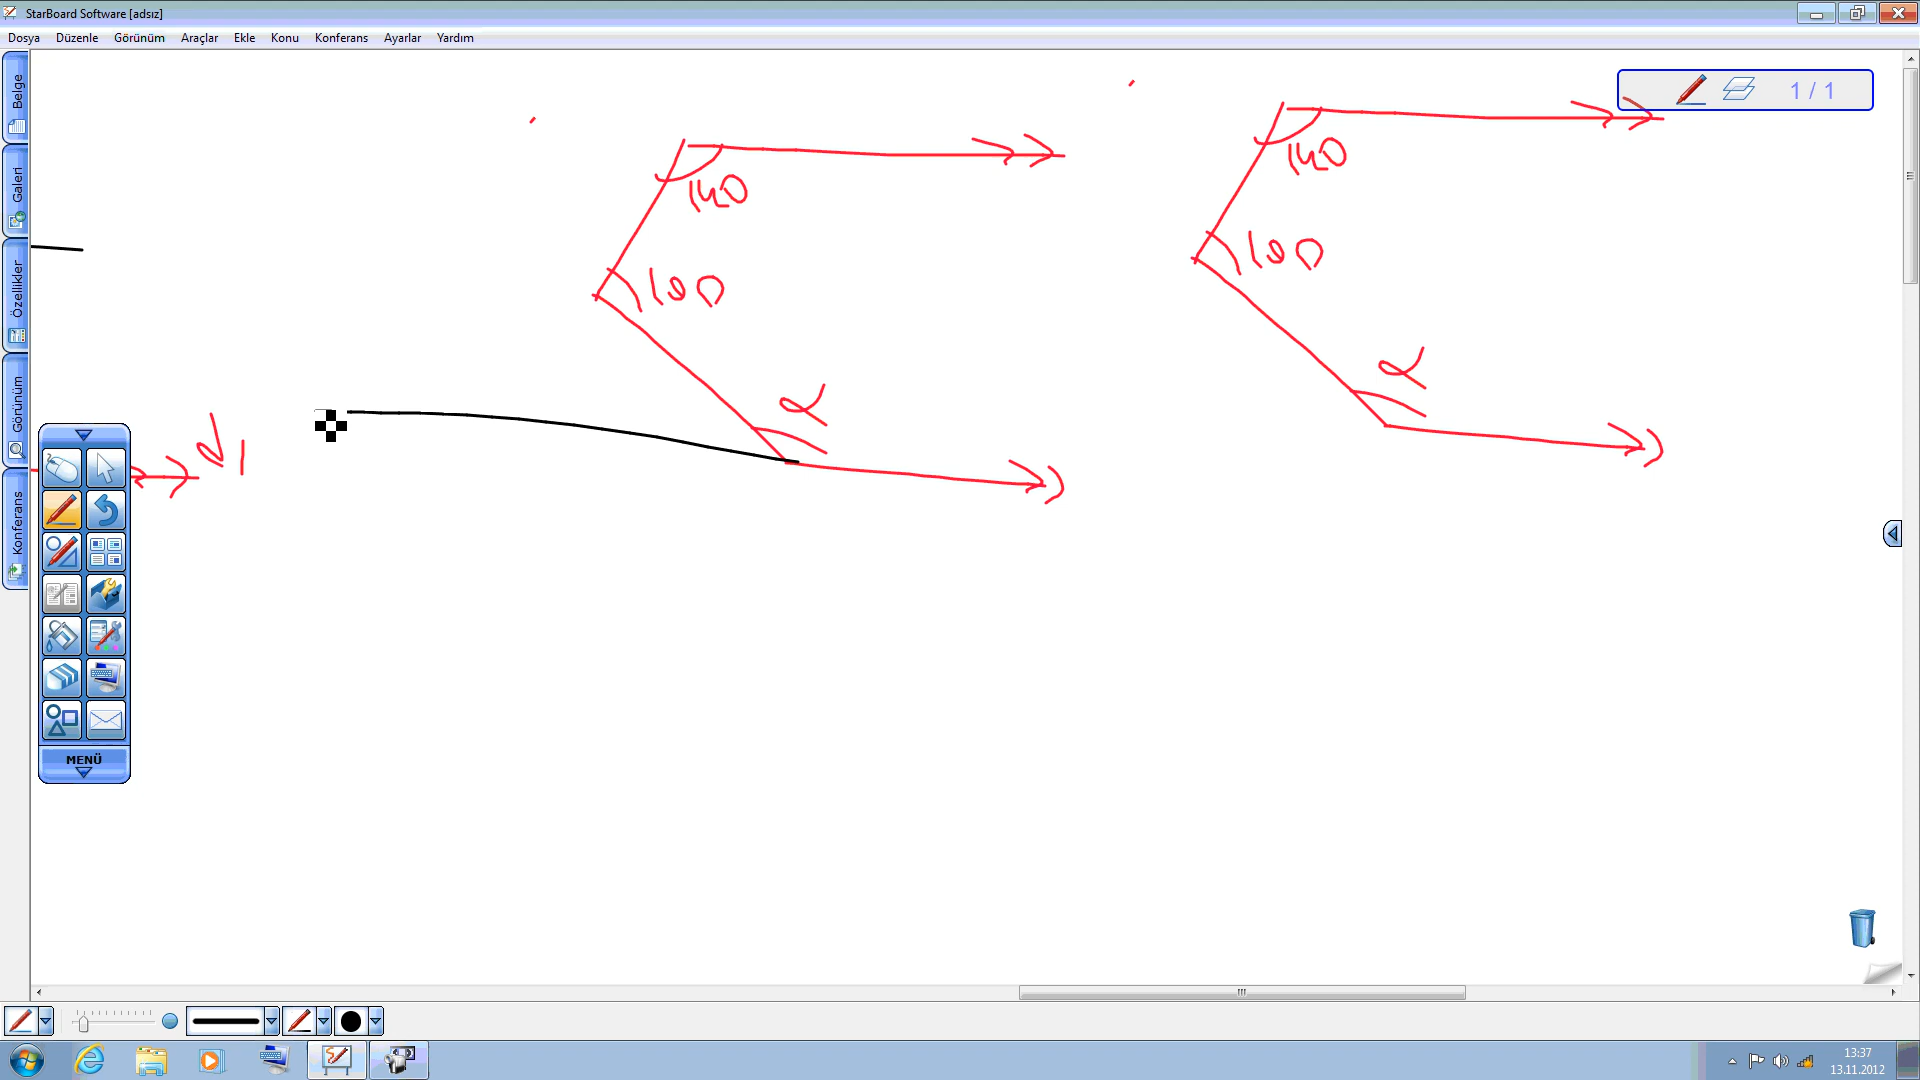 StarBoard Software [adsız]
Dosya Düzenle Görünüm Araçlar Ekle Konu Konferans Ayarlar Yardım
Belge
Galeri
Özellikler
Görünüm
Konferans
1 / 1
140
100
α
140
100
α
d1
MENÜ
13:37
13.11.2012